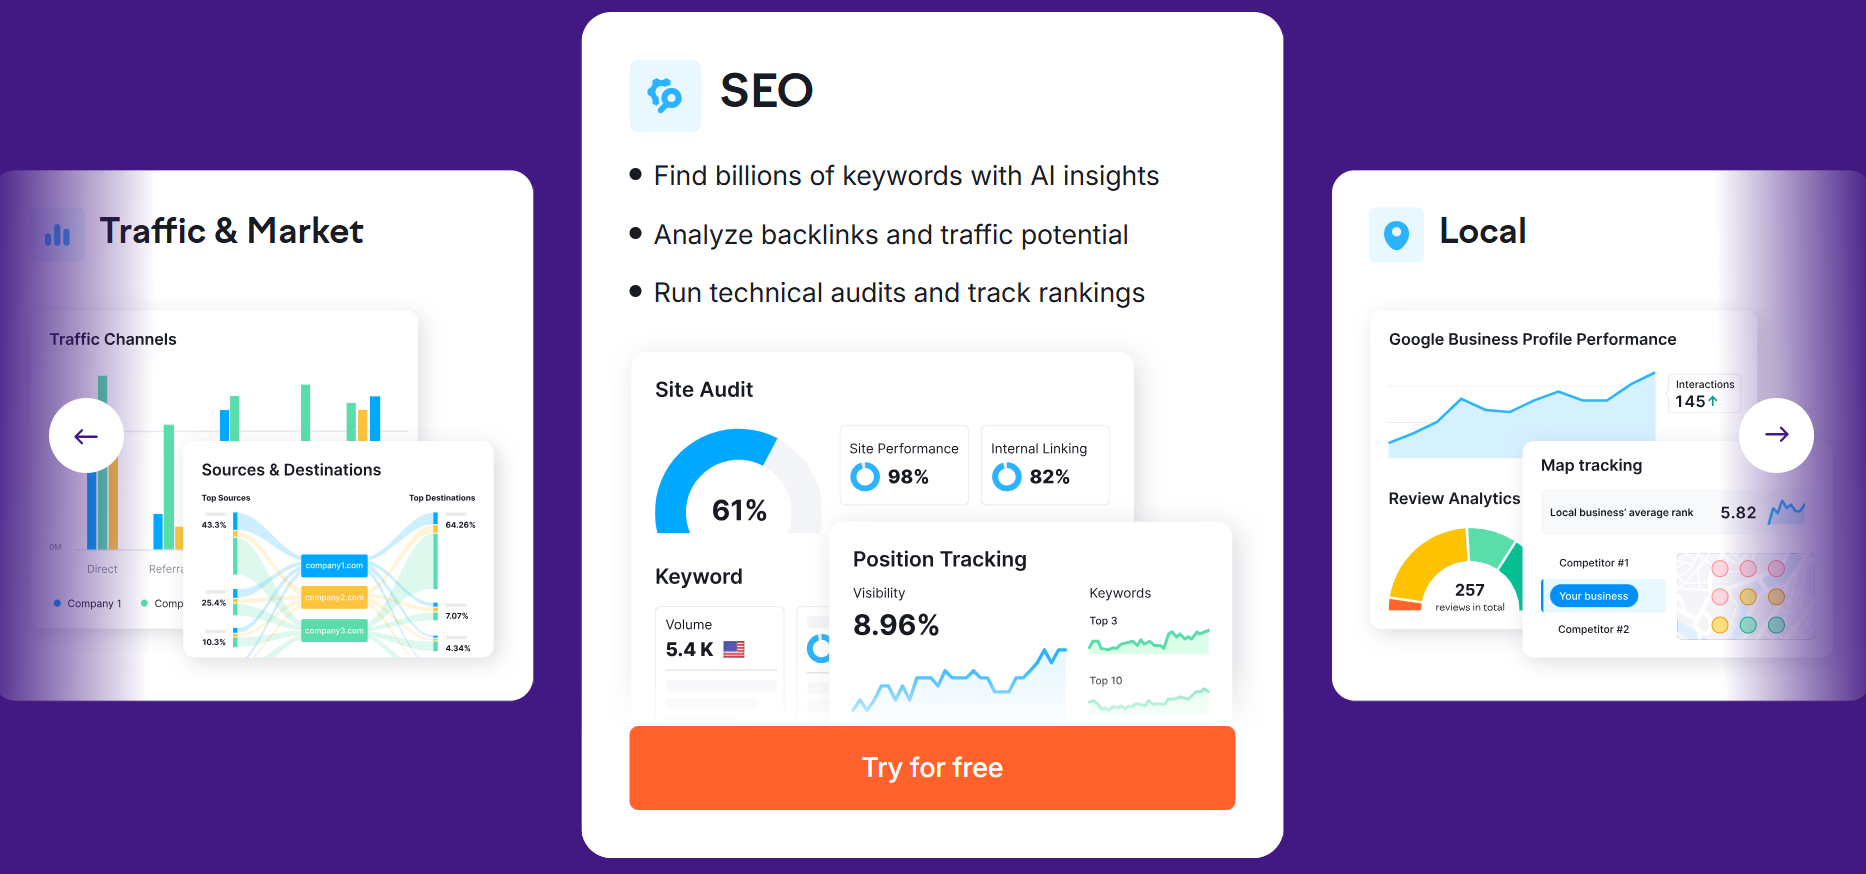 Traffic & Market
Traffic Channels
0M
Direct
Company 1
Sources & Destinations
Top Sources
Top Destinations
43.3%
64.26%
company1.com
company2.com
25.4%
7.07%
company3.com
10.3%
4.34%
SEO
Find billions of keywords with AI insights
Analyze backlinks and traffic potential
Run technical audits and track rankings
Site Audit
61%
Site Performance
98%
Internal Linking
82%
Keyword
Volume
5.4 K
Position Tracking
Visibility
8.96%
Keywords
Top 3
Top 10
Try for free
Local
Google Business Profile Performance
Interactions
145
Review Analytics
257
reviews in total
Map tracking
Local business' average rank
5.82
Competitor #1
Your business
Competitor #2